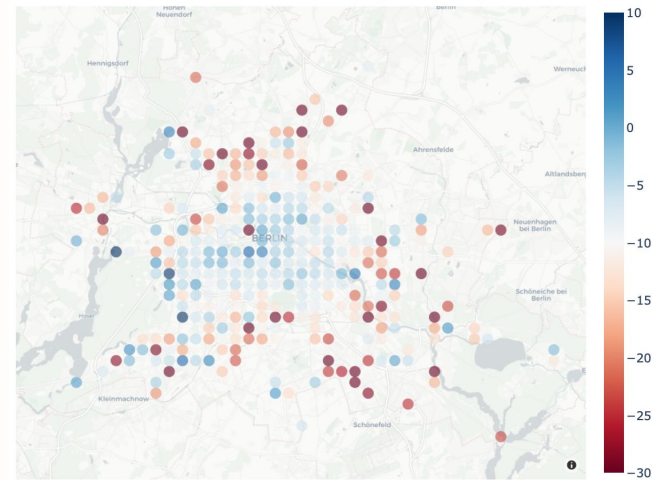 Hohen
Neuendorf
Hennigsdorf
Ahrensfelde
Altlandsberg
BERLIN
Neuenhagen
bei Berlin
Schöneiche bei
Berlin
Kleinmachnow
Schönefeld
10
5
0
−5
−10
−15
−20
−25
−30